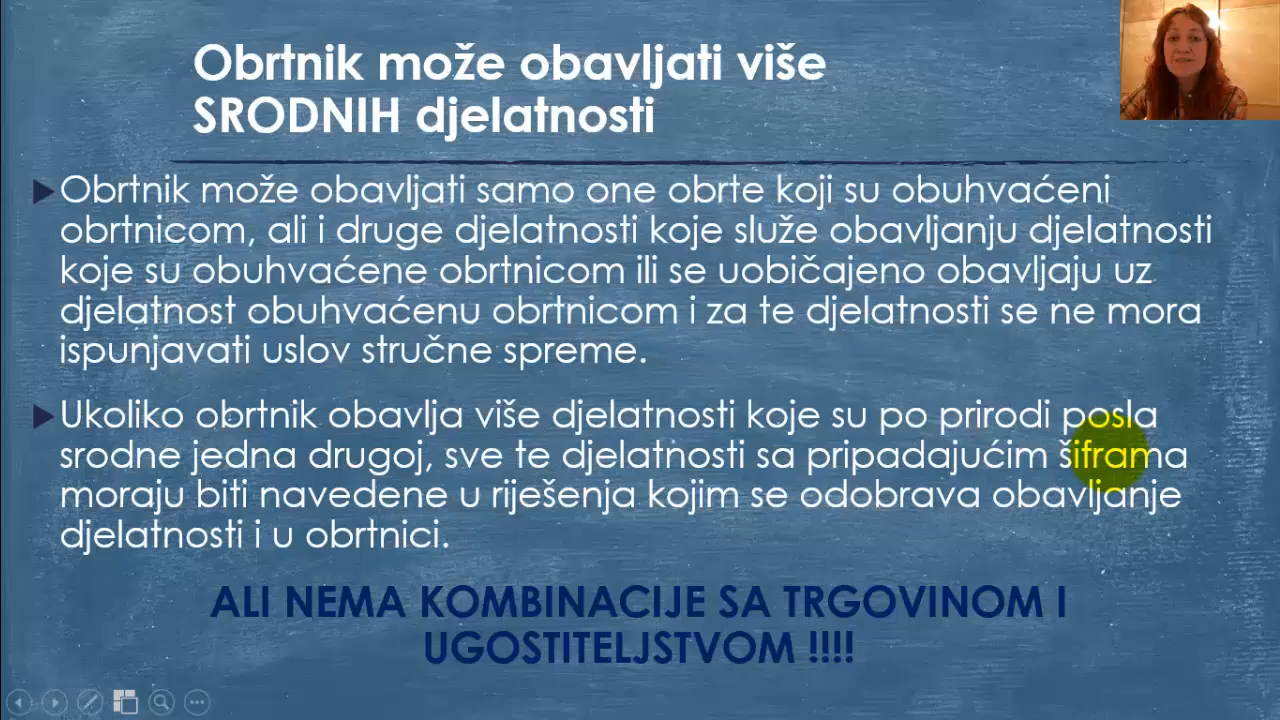 Obrtnik može obavljati više
SRODNIH djelatnosti
Obrtnik može obavljati samo one obrte koji su obuhvaćeni
obrtnicom, ali i druge djelatnosti koje služe obavljanju djelatnosti
koje su obuhvaćene obrtnicom ili se uobičajeno obavljaju uz
djelatnost obuhvaćenu obrtnicom i za te djelatnosti se ne mora
ispunjavati uslov stručne spreme.
Ukoliko obrtnik obavlja više djelatnosti koje su po prirodi posla
srodne jedna drugoj, sve te djelatnosti sa pripadajućim šiframa
moraju biti navedene u riješenja kojim se odobrava obavljanje
djelatnosti i u obrtnici.
ALI NEMA KOMBINACIJE SA TRGOVINOM I
UGOSTITELJSTVOM !!!!